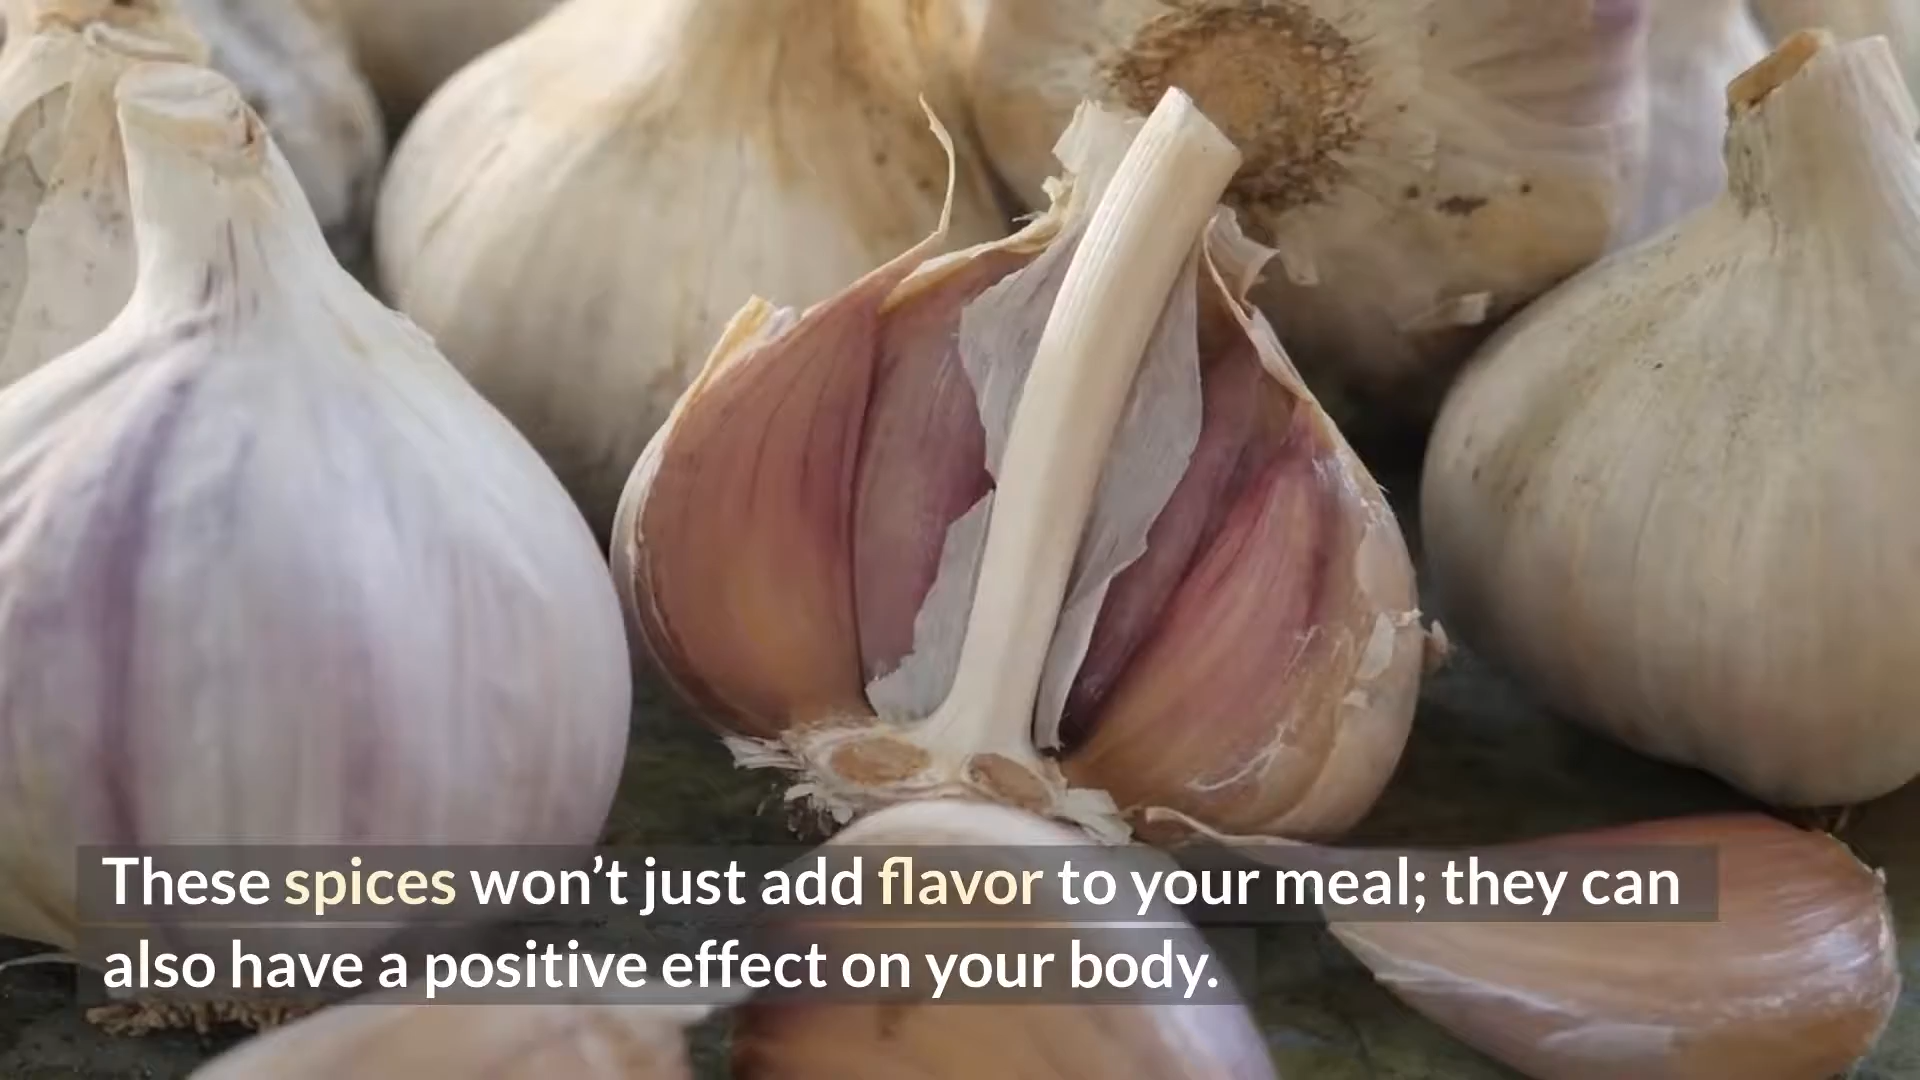 These spices won’t just add flavor to your meal; they can
also have a positive effect on your body.